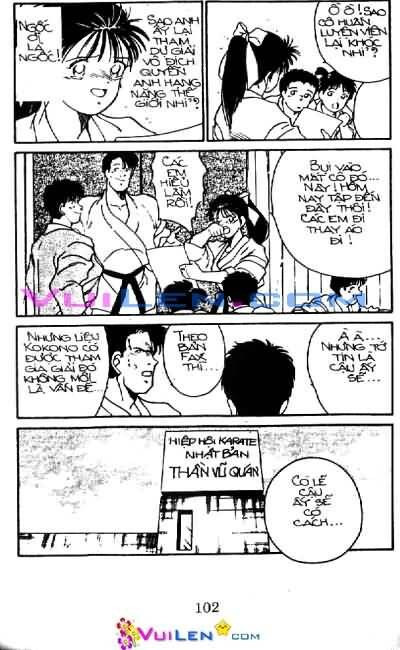 NGỐC
ƠI
LÀ
NGỐC!
SAO ANH
ẤY LẠI
THAM
DỰ GIẢI
VÔ ĐỊCH
QUYỀN
ANH HẠNG
NẶNG THẾ
GIỚI NHỈ?
Ồ Ồ! SAO
CÔ HUẤN
LUYỆN VIÊN
LẠI KHÓC
NHỈ?
CÁC
EM
HIỂU
LẦM
RỒI!
BỤI VÀO
MẮT CÔ ĐÓ...
NÀY! HÔM
NAY TẬP ĐẾN
ĐÂY THÔI!
CÁC EM ĐI
THAY ÁO
ĐI!
VUILEN.COM
NHƯNG LIỆU
KOKONO CÓ
ĐƯỢC THAM
GIA GIẢI ĐÓ
KHÔNG MỚI
LÀ VẤN ĐỀ...
THEO
BẢN
FAX
THÌ...
À À...
NHƯNG TỚ
TIN LÀ
CẬU ẤY
SẼ...
HIỆP HỘI KARATE
NHẬT BẢN
THẦN VŨ QUÁN
CÓ LẼ
CẬU
ẤY SẼ
CÓ
CÁCH...
102
VUILEN.COM